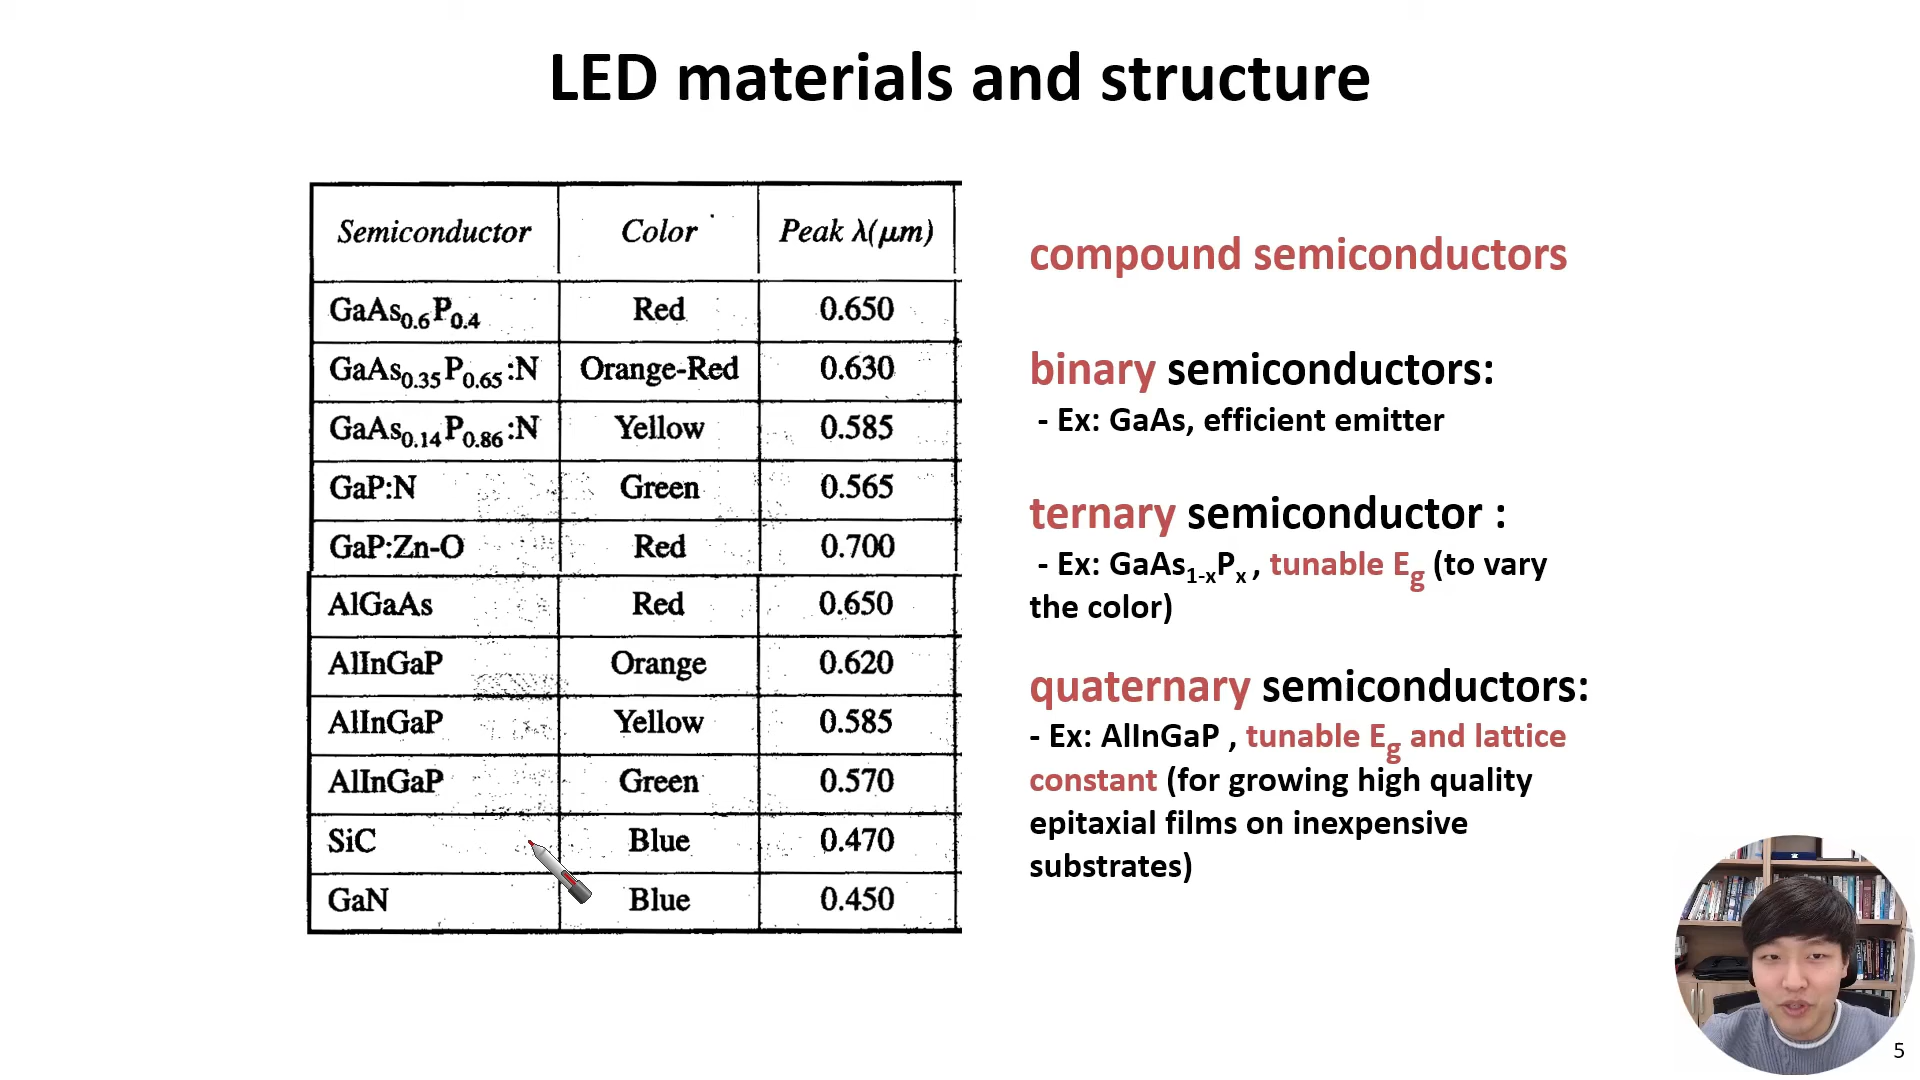 LED materials and structure
Semiconductor Color Peak λ(μm)
GaAs0.6P0.4 Red 0.650
GaAs0.35P0.65:N Orange-Red 0.630
GaAs0.14P0.86:N Yellow 0.585
GaP:N Green 0.565
GaP:Zn-O Red 0.700
AlGaAs Red 0.650
AlInGaP Orange 0.620
AlInGaP Yellow 0.585
AlInGaP Green 0.570
SiC Blue 0.470
GaN Blue 0.450
compound semiconductors
binary semiconductors:
- Ex: GaAs, efficient emitter
ternary semiconductor :
- Ex: GaAs1-xPx , tunable Eg (to vary
the color)
quaternary semiconductors:
- Ex: AlInGaP , tunable Eg and lattice
constant (for growing high quality
epitaxial films on inexpensive
substrates)
5